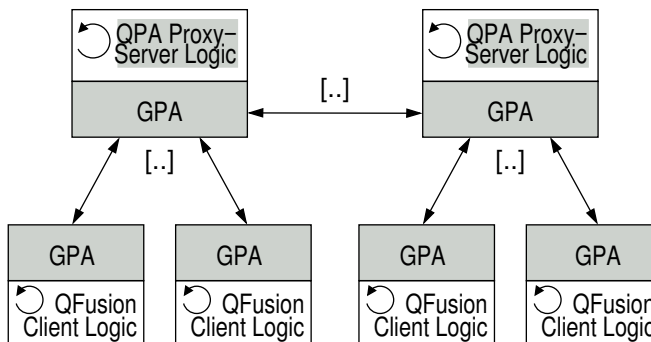 QPA Proxy-
Server Logic
QPA Proxy-
Server Logic
GPA
[..]
GPA
[..]
[..]
GPA
GPA
GPA
GPA
QFusion
Client Logic
QFusion
Client Logic
QFusion
Client Logic
QFusion
Client Logic